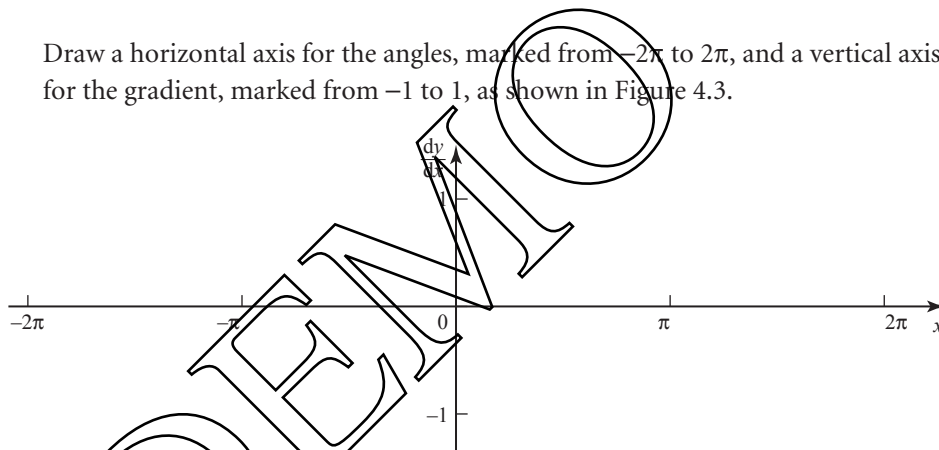 Draw a horizontal axis for the angles, marked from −2π to 2π, and a vertical axis
for the gradient, marked from −1 to 1, as shown in Figure 4.3.
dy
dx
1
−2π −π 0 π 2π x
−1
DEMO